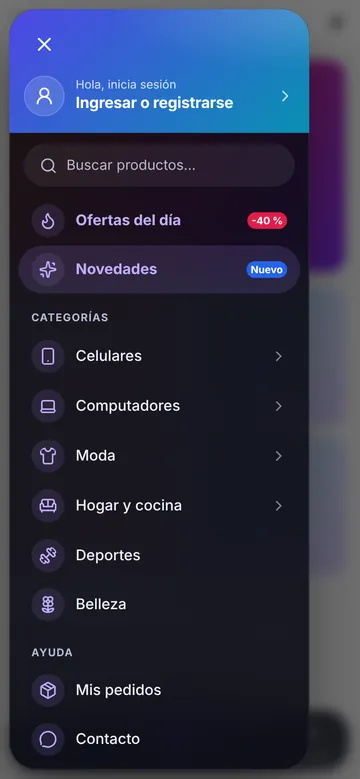 Hola, inicia sesión
Ingresar o registrarse
Buscar productos...
Ofertas del día
-40 %
Novedades
Nuevo
CATEGORÍAS
Celulares
Computadores
Moda
Hogar y cocina
Deportes
Belleza
AYUDA
Mis pedidos
Contacto